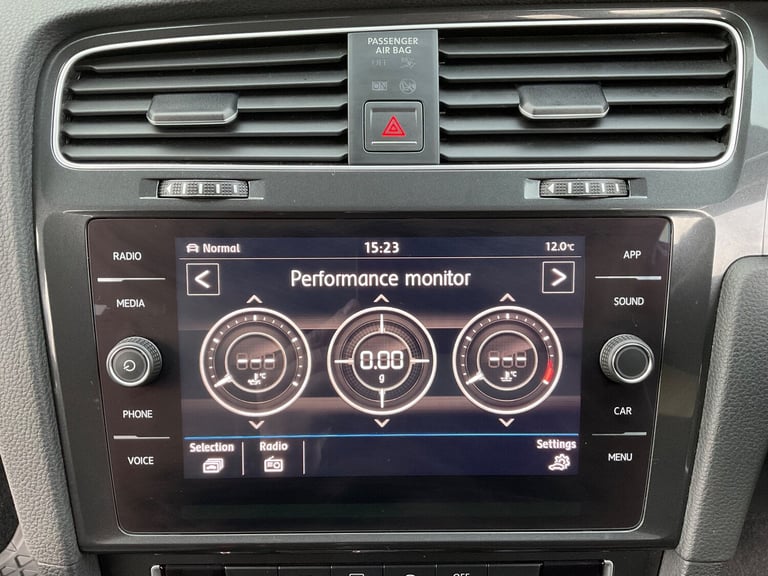 PASSENGER
AIR BAG
OFF
ON
RADIO
MEDIA
PHONE
VOICE
Normal 15:23 12.0°C
< Performance monitor >
--- 0.00 ---
°C g °C
Selection Radio Settings
APP
SOUND
CAR
MENU
OFF